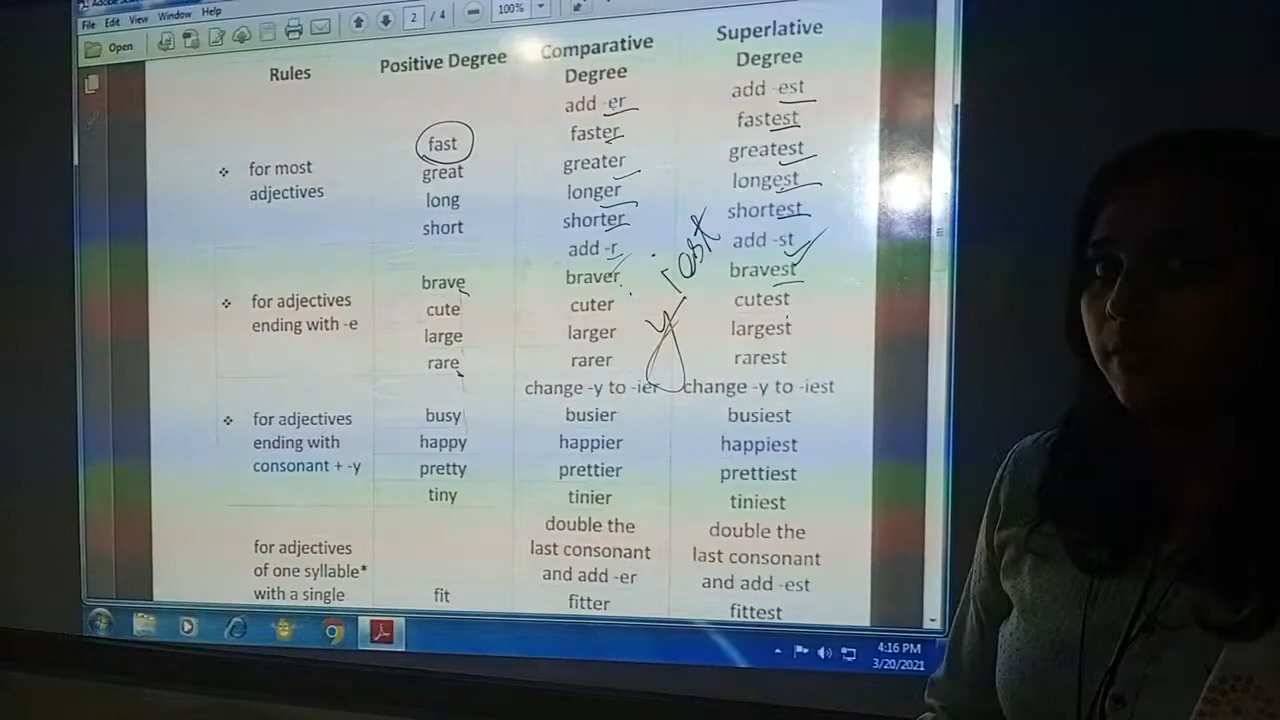 File Edit View Window Help
Open
2 / 4
100%
Rules
Positive Degree
Comparative Degree
Superlative Degree
add -er
add -est
for most adjectives
fast
faster
fastest
great
greater
greatest
long
longer
longest
short
shorter
shortest
add -r
add -st
for adjectives ending with -e
brave
braver
bravest
cute
cuter
cutest
large
larger
largest
rare
rarer
rarest
change -y to -ier
change -y to -iest
for adjectives ending with consonant + -y
busy
busier
busiest
happy
happier
happiest
pretty
prettier
prettiest
tiny
tinier
tiniest
double the last consonant and add -er
double the last consonant and add -est
for adjectives of one syllable* with a single
fit
fitter
fittest
4:16 PM
3/20/2021